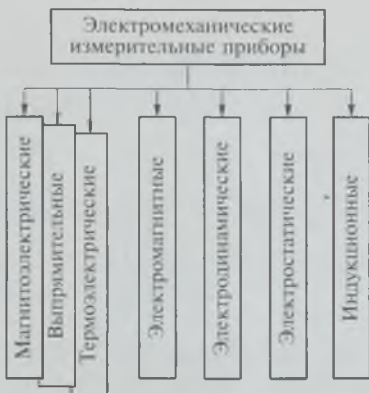 Электромеханические
измерительные приборы
Магнитоэлектрические
Выпрямительные
Термоэлектрические
Электромагнитные
Электродинамические
Электростатические
Индукционные